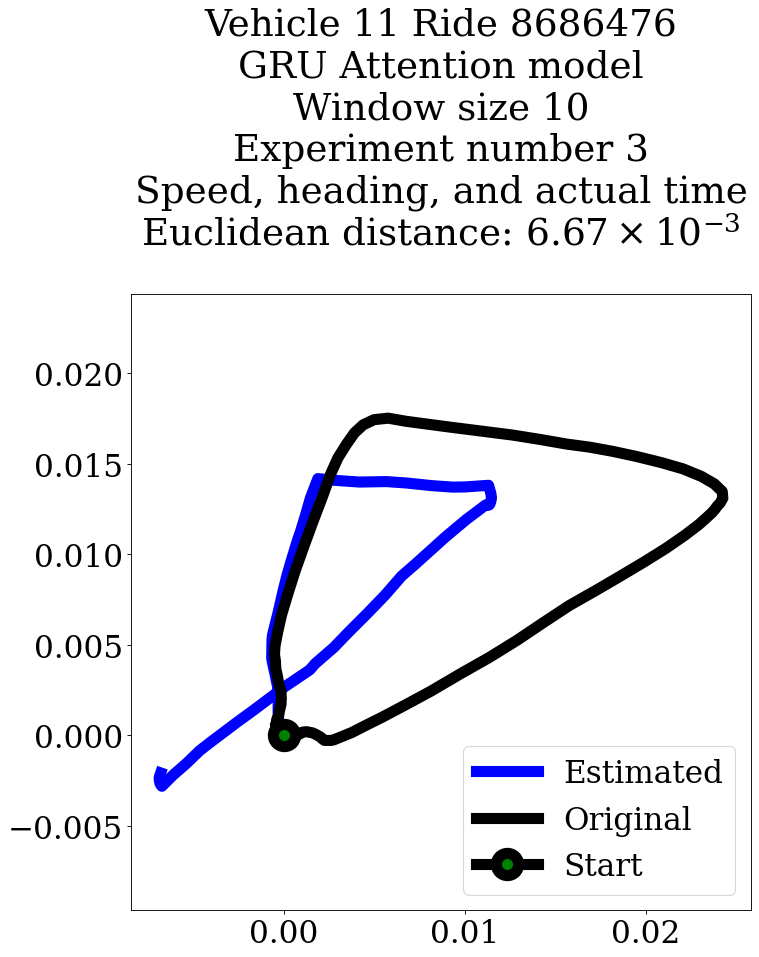 Vehicle 11 Ride 8686476
GRU Attention model
Window size 10
Experiment number 3
Speed, heading, and actual time
Euclidean distance: 6.67 × 10⁻³
0.020
0.015
0.010
0.005
0.000
−0.005
Estimated
Original
Start
0.00 0.01 0.02